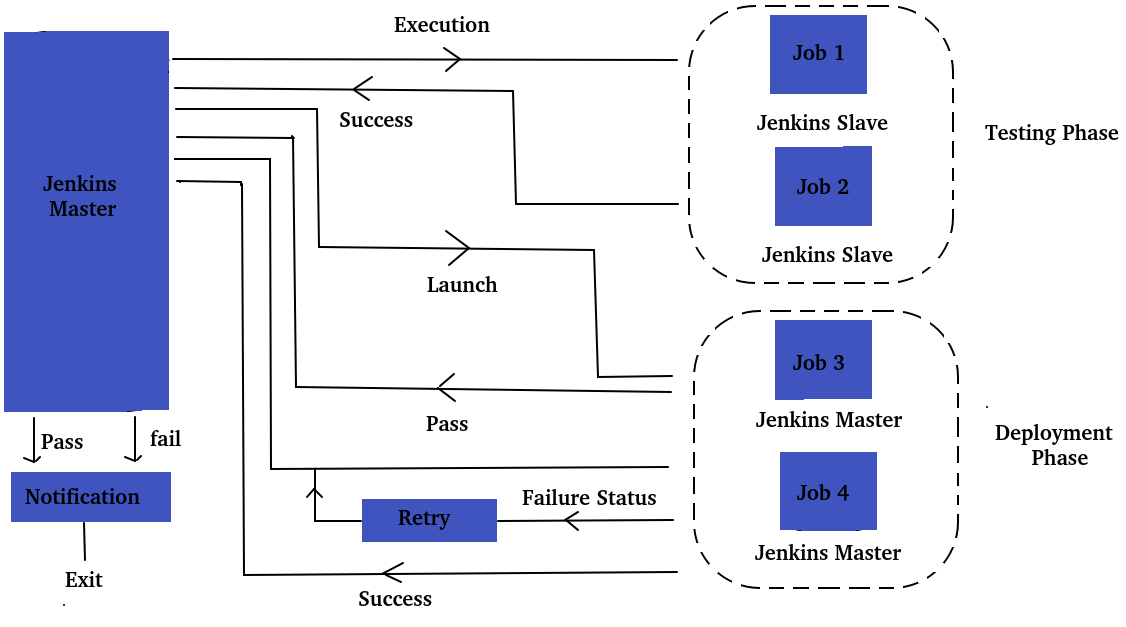 Execution
Job 1
Success
Jenkins Slave
Testing Phase
Jenkins
Master
Job 2
Jenkins Slave
Launch
Job 3
Pass
Jenkins Master
Deployment
Phase
Pass
fail
Notification
Failure Status
Job 4
Retry
Jenkins Master
Exit
Success